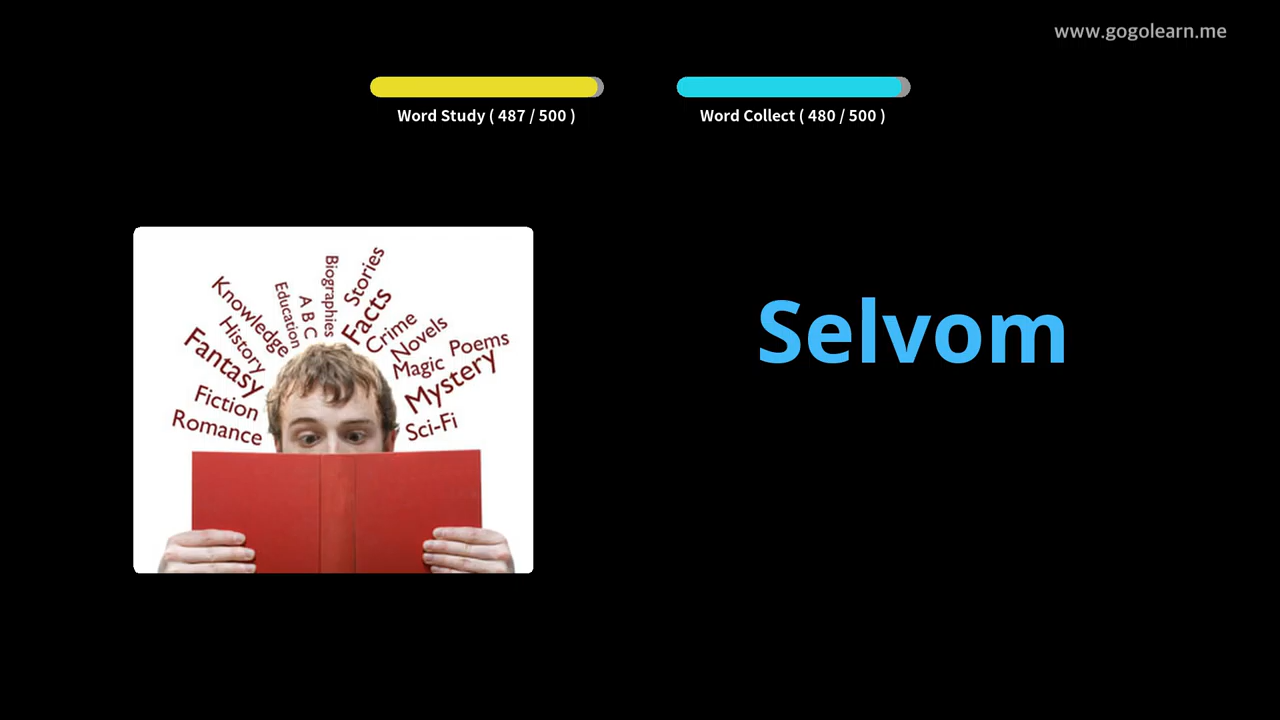 www.gogolearn.me
Word Study ( 487 / 500 )
Word Collect ( 480 / 500 )
Selvom
Biographies
Stories
Education
A B C
Facts
Knowledge
Crime
History
Novels
Poems
Fantasy
Magic
Mystery
Fiction
Romance
Sci-Fi